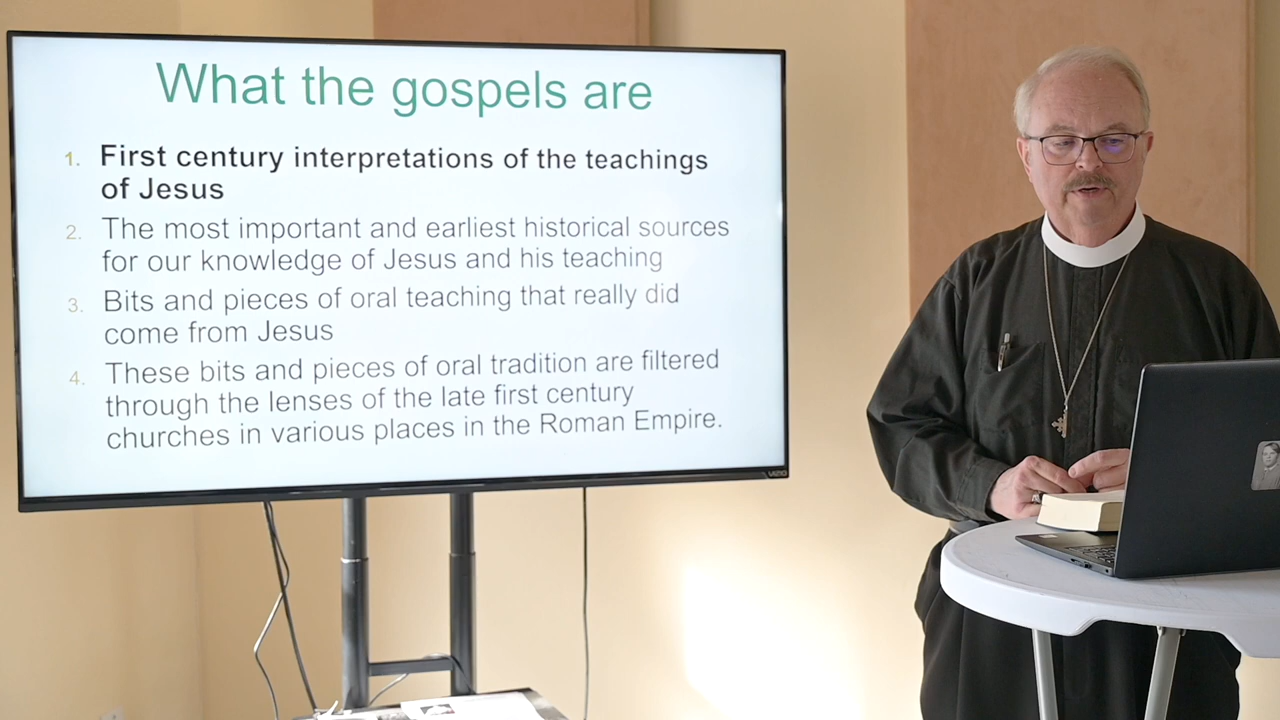 What the gospels are
1. First century interpretations of the teachings
of Jesus
2. The most important and earliest historical sources
for our knowledge of Jesus and his teaching
3. Bits and pieces of oral teaching that really did
come from Jesus
4. These bits and pieces of oral tradition are filtered
through the lenses of the late first century
churches in various places in the Roman Empire.
VIZIO